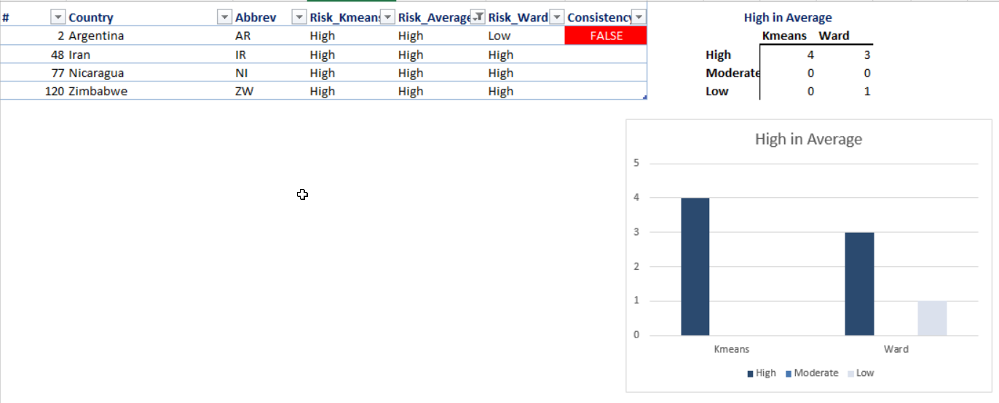 # Country Abbrev Risk_Kmeans Risk_Average Risk_Ward Consistency
2 Argentina AR High High Low FALSE
48 Iran IR High High High
77 Nicaragua NI High High High
120 Zimbabwe ZW High High High
High in Average
Kmeans Ward
High 4 3
Moderate 0 0
Low 0 1
High in Average
5
4
3
2
1
0
Kmeans Ward
High Moderate Low